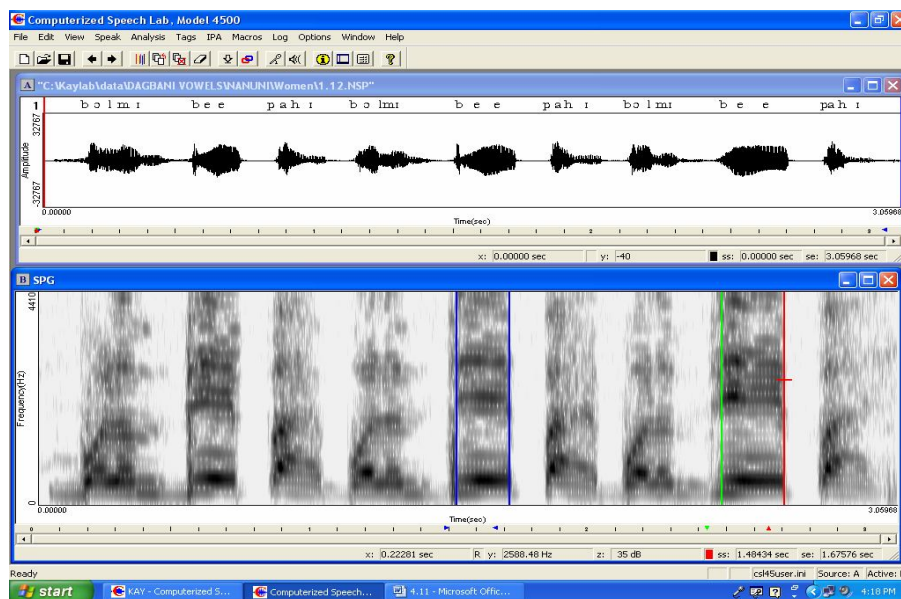 Computerized Speech Lab, Model 4500
File Edit View Speak Analysis Tags IPA Macros Log Options Window Help
A "C:\Kaylab\data\DAGBANI VOWELS\NANUNI\Women\1.12.NSP"
1 bɔlmɪ bee pahɪ bɔlmɪ bee pahɪ bɔlmɪ bee pahɪ
32767
Amplitude
-32767
0.00000 3.05968
Time(sec)
x: 0.00000 sec y: -40 ss: 0.00000 sec se: 3.05968 sec
B SPG
4410
Frequency(Hz)
0
0.00000 3.05968
Time(sec)
0 1 2 3
x: 0.22281 sec R y: 2588.48 Hz z: 35 dB ss: 1.48434 sec se: 1.67576 sec
Ready csl45user.ini Source: A Active:
start KAY - Computerized S... Computerized Speech... 4.11 - Microsoft Offic... 4:18 PM